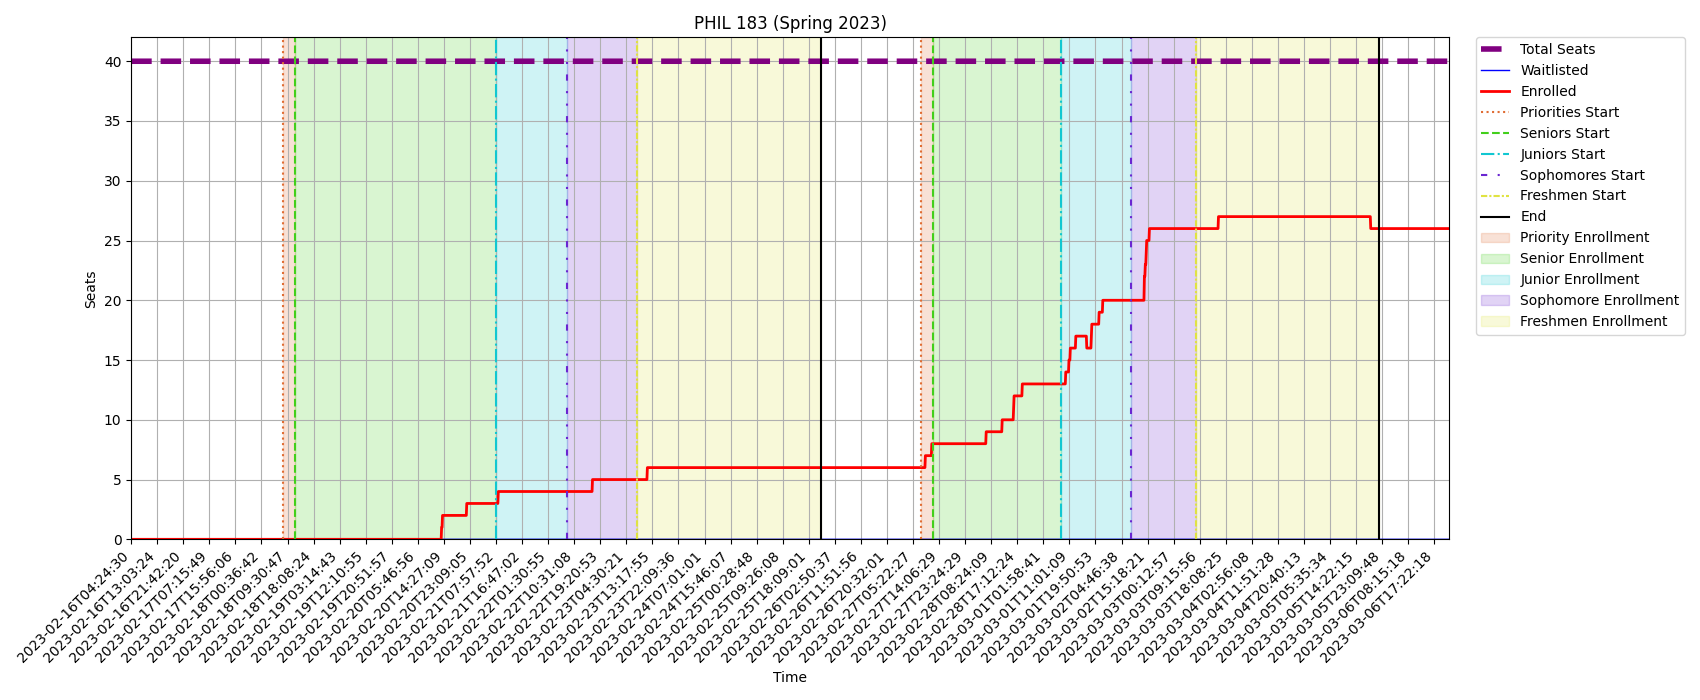 PHIL 183 (Spring 2023)
Total Seats
Waitlisted
Enrolled
Priorities Start
Seniors Start
Juniors Start
Sophomores Start
Freshmen Start
End
Priority Enrollment
Senior Enrollment
Junior Enrollment
Sophomore Enrollment
Freshmen Enrollment
Seats
40
35
30
25
20
15
10
5
0
2023-02-16T04:24:30
2023-02-16T13:03:24
2023-02-16T21:42:20
2023-02-17T07:15:49
2023-02-17T15:56:06
2023-02-18T00:36:42
2023-02-18T09:30:47
2023-02-18T18:08:24
2023-02-19T03:14:43
2023-02-19T12:10:55
2023-02-19T20:51:57
2023-02-20T05:46:56
2023-02-20T14:27:09
2023-02-20T23:09:05
2023-02-21T07:57:52
2023-02-21T16:47:02
2023-02-22T01:30:55
2023-02-22T10:31:08
2023-02-22T19:20:53
2023-02-23T04:30:21
2023-02-23T13:17:55
2023-02-23T22:09:36
2023-02-24T07:01:01
2023-02-24T15:46:07
2023-02-25T00:28:48
2023-02-25T09:26:08
2023-02-25T18:09:01
2023-02-26T02:50:37
2023-02-26T11:51:56
2023-02-26T20:32:01
2023-02-27T05:22:27
2023-02-27T14:06:29
2023-02-27T23:24:29
2023-02-28T08:24:09
2023-02-28T17:12:24
2023-03-01T01:58:41
2023-03-01T11:01:09
2023-03-01T19:50:53
2023-03-02T04:46:38
2023-03-02T15:18:21
2023-03-03T00:12:57
2023-03-03T09:15:56
2023-03-03T18:08:25
2023-03-04T02:56:08
2023-03-04T11:51:28
2023-03-04T20:40:13
2023-03-05T05:35:34
2023-03-05T14:22:15
2023-03-05T23:09:48
2023-03-06T08:15:18
2023-03-06T17:22:18
Time